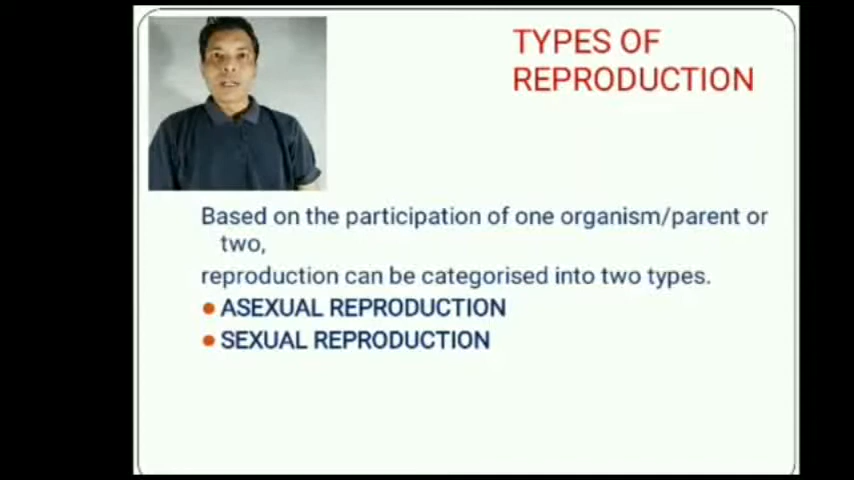 TYPES OF
REPRODUCTION
Based on the participation of one organism/parent or
two,
reproduction can be categorised into two types.
ASEXUAL REPRODUCTION
SEXUAL REPRODUCTION